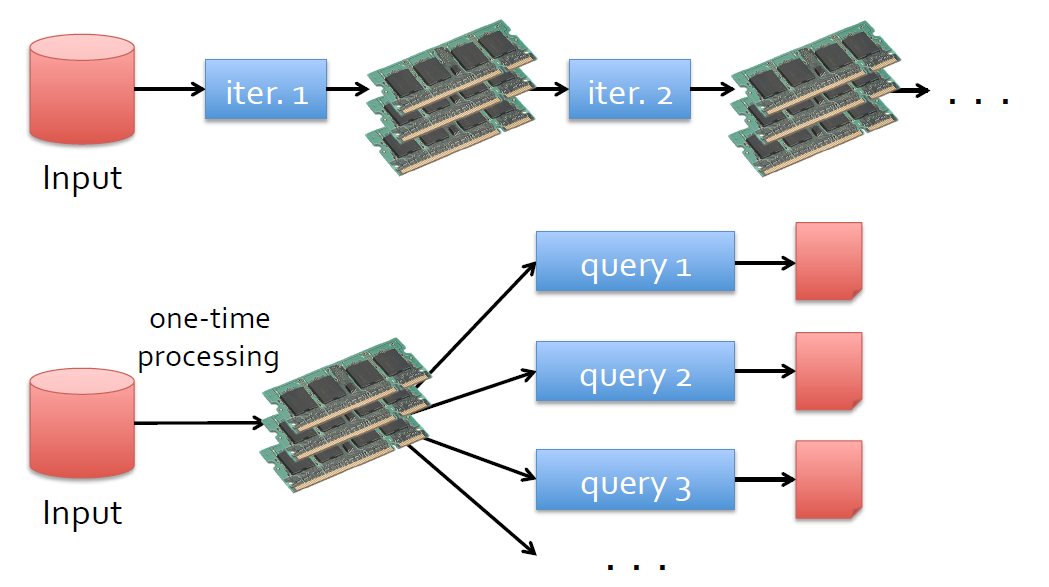 iter. 1
iter. 2
. . .
Input
query 1
one-time
processing
query 2
query 3
Input
. . .